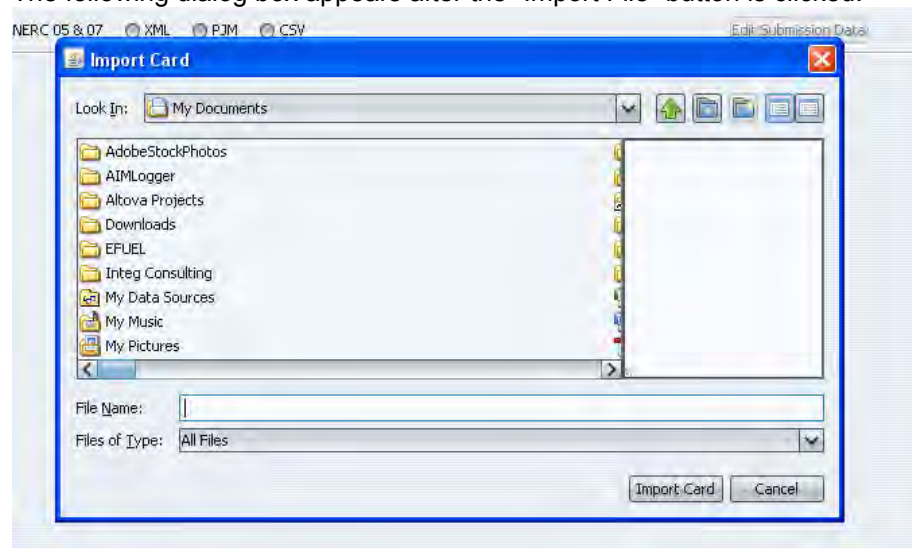 The following dialog box appears after the "Import File" button is clicked.
NERC 05 & 07 XML PJM CSV Edit Submission Data
Import Card
Look In: My Documents
AdobeStockPhotos
AIMLogger
Altova Projects
Downloads
EFUEL
Integ Consulting
My Data Sources
My Music
My Pictures
File Name:
Files of Type: All Files
Import Card Cancel